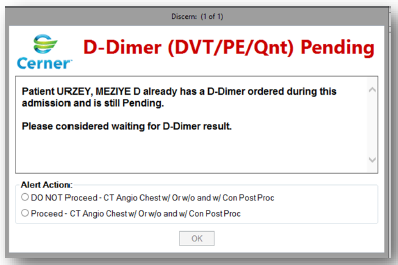 Discern: (1 of 1)
Cerner
D-Dimer (DVT/PE/Qnt) Pending
Patient URZEY, MEZIYE D already has a D-Dimer ordered during this
admission and is still Pending.
Please considered waiting for D-Dimer result.
Alert Action:
DO NOT Proceed - CT Angio Chest w/ Or w/o and w/ Con Post Proc
Proceed - CT Angio Chest w/ Or w/o and w/ Con Post Proc
OK